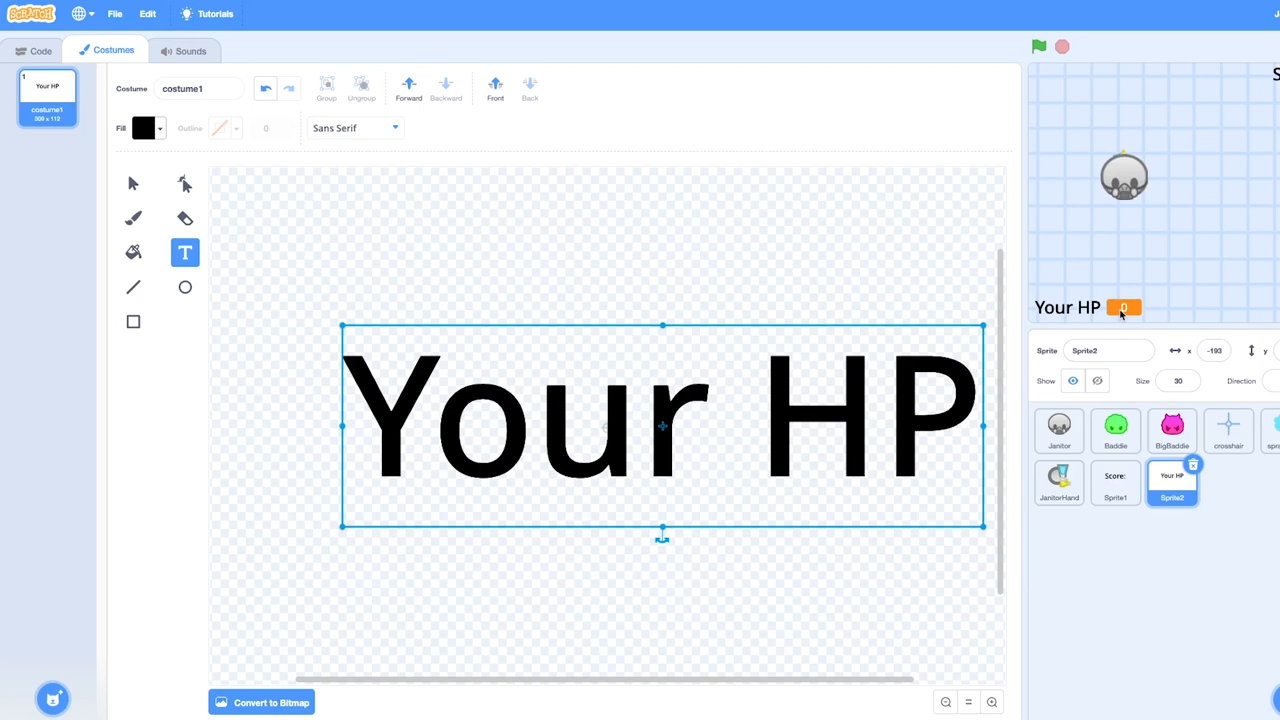 SCRATCH File Edit Tutorials J
Code Costumes Sounds
1
Your HP
costume1
309 x 112
Costume costume1 Group Ungroup Forward Backward Front Back
Fill Outline 0 Sans Serif
T
Your HP
Your HP 0
S
Sprite Sprite2 x -193 y
Show Size 30 Direction
Janitor Baddie BigBaddie crosshair spra
JanitorHand Score: Sprite1 Your HP Sprite2
Convert to Bitmap